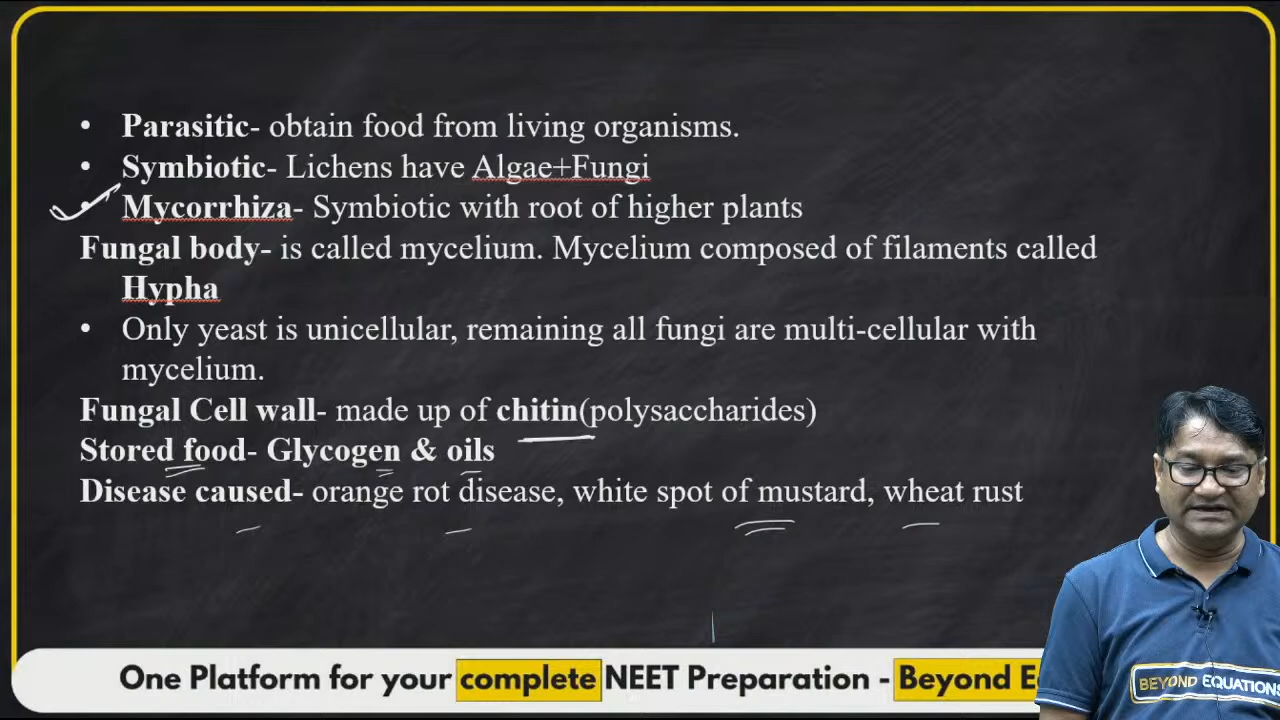 • Parasitic- obtain food from living organisms.
• Symbiotic- Lichens have Algae+Fungi
• Mycorrhiza- Symbiotic with root of higher plants
Fungal body- is called mycelium. Mycelium composed of filaments called
Hypha
• Only yeast is unicellular, remaining all fungi are multi-cellular with
mycelium.
Fungal Cell wall- made up of chitin(polysaccharides)
Stored food- Glycogen & oils
Disease caused- orange rot disease, white spot of mustard, wheat rust
One Platform for your complete NEET Preparation - Beyond
BEYOND EQUATIONS